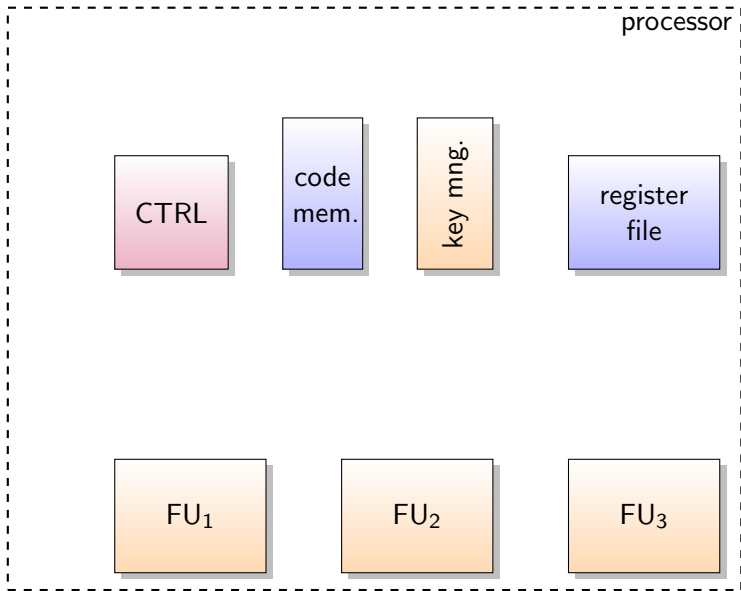 processor
CTRL
code
mem.
key mng.
register
file
FU₁
FU₂
FU₃